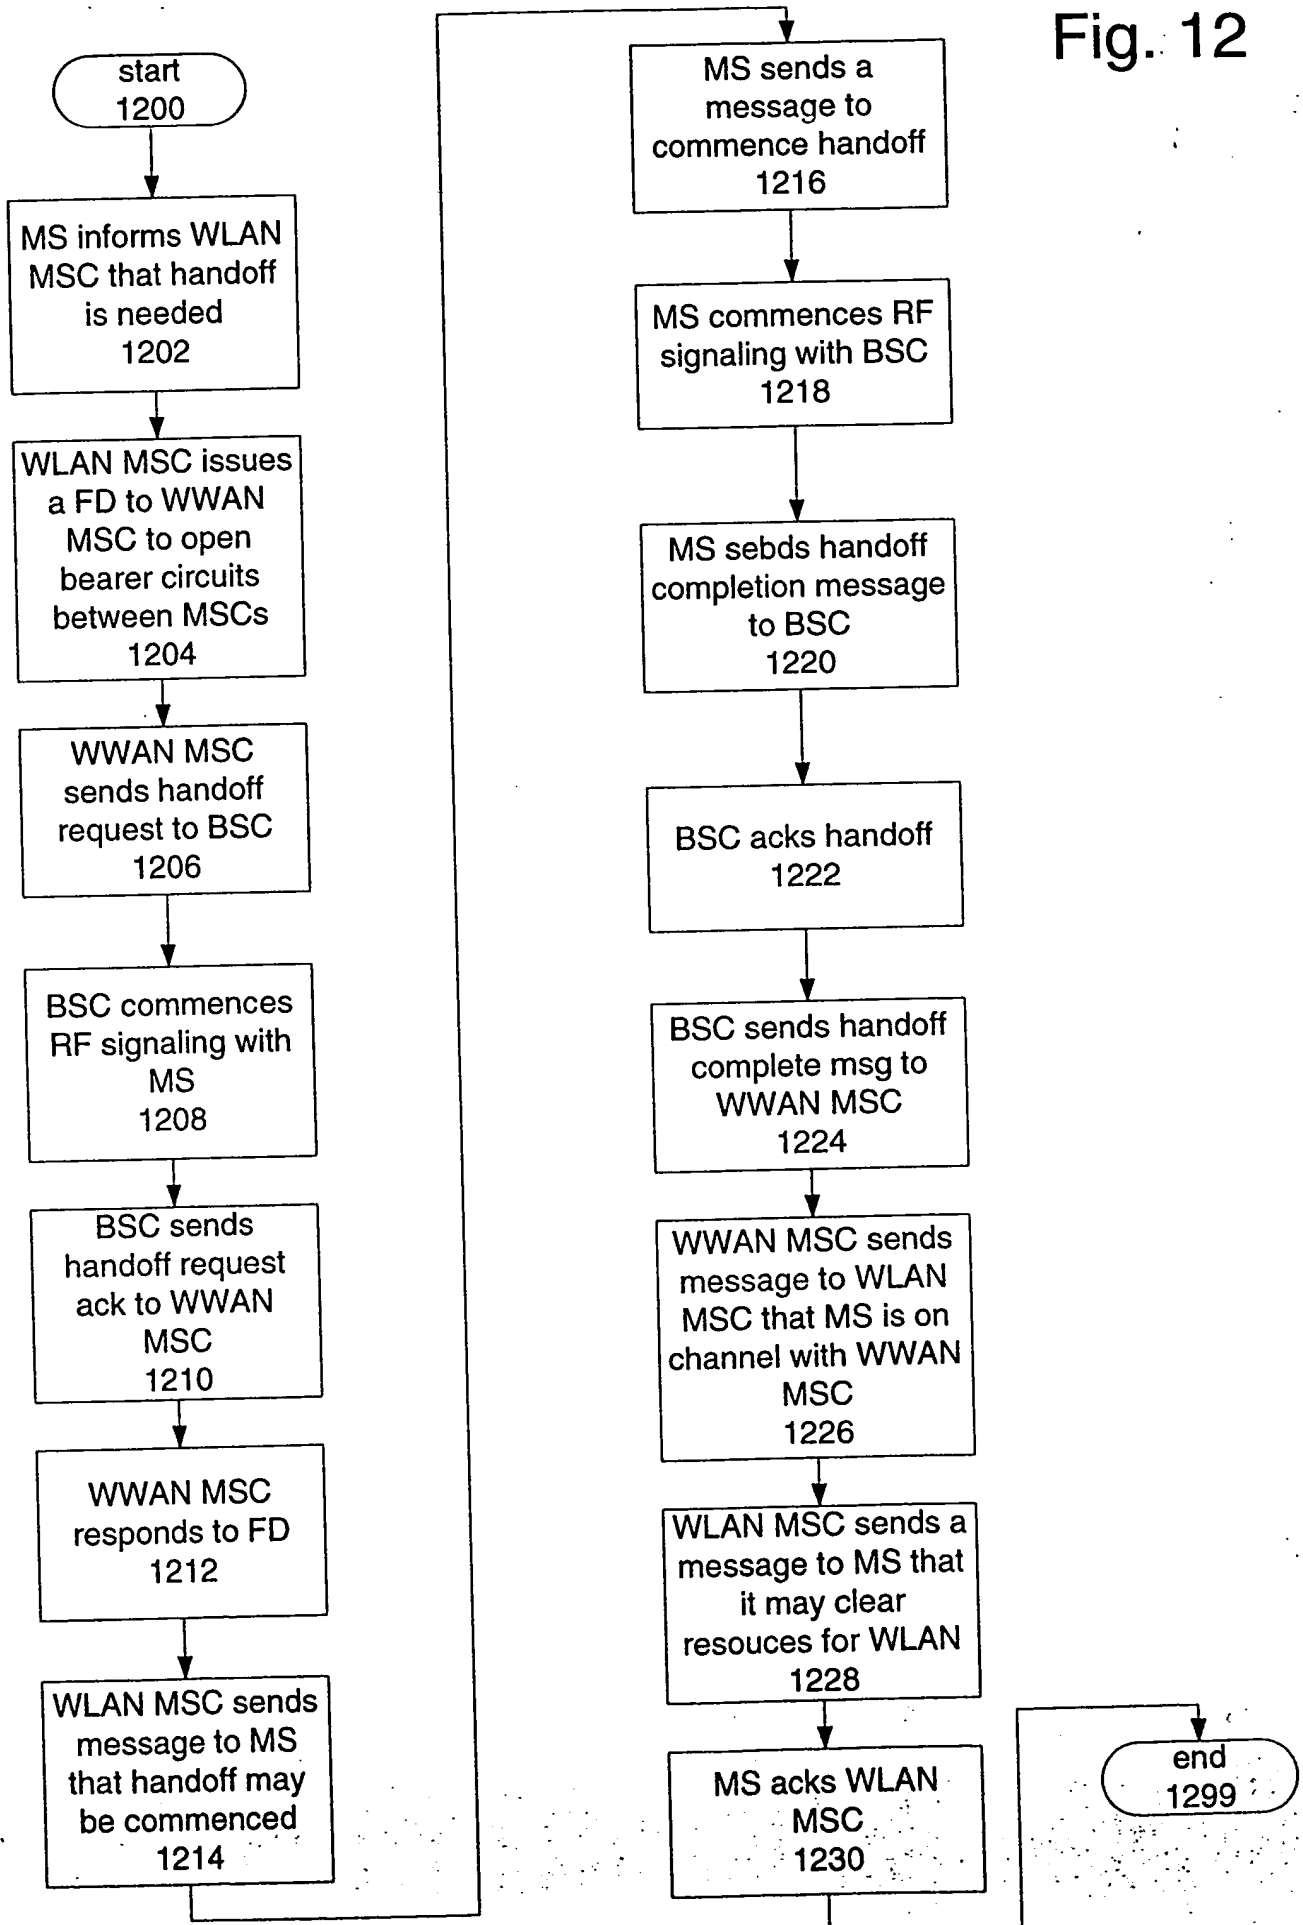 Fig. 12
start
1200
MS informs WLAN
MSC that handoff
is needed
1202
WLAN MSC issues
a FD to WWAN
MSC to open
bearer circuits
between MSCs
1204
WWAN MSC
sends handoff
request to BSC
1206
BSC commences
RF signaling with
MS
1208
BSC sends
handoff request
ack to WWAN
MSC
1210
WWAN MSC
responds to FD
1212
WLAN MSC sends
message to MS
that handoff may
be commenced
1214
MS sends a
message to
commence handoff
1216
MS commences RF
signaling with BSC
1218
MS sebds handoff
completion message
to BSC
1220
BSC acks handoff
1222
BSC sends handoff
complete msg to
WWAN MSC
1224
WWAN MSC sends
message to WLAN
MSC that MS is on
channel with WWAN
MSC
1226
WLAN MSC sends a
message to MS that
it may clear
resouces for WLAN
1228
MS acks WLAN
MSC
1230
end
1299